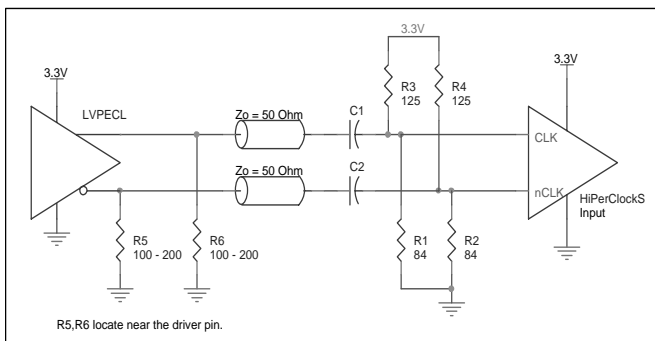 3.3V
3.3V
3.3V
LVPECL
R3
125
R4
125
Zo = 50 Ohm
C1
CLK
Zo = 50 Ohm
C2
nCLK
HiPerClockS
Input
R5
100 - 200
R6
100 - 200
R1
84
R2
84
R5,R6 locate near the driver pin.